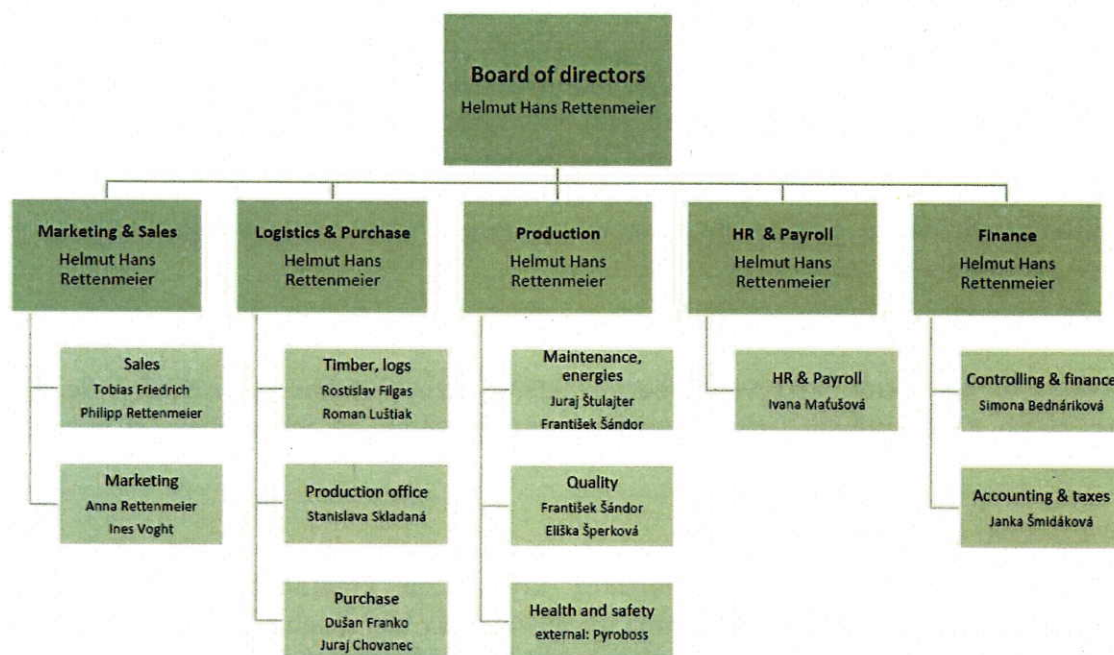 Board of directors
Helmut Hans Rettenmeier
Marketing & Sales
Helmut Hans
Rettenmeier
Logistics & Purchase
Helmut Hans
Rettenmeier
Production
Helmut Hans
Rettenmeier
HR & Payroll
Helmut Hans
Rettenmeier
Finance
Helmut Hans
Rettenmeier
Sales
Tobias Friedrich
Philipp Rettenmeier
Marketing
Anna Rettenmeier
Ines Voght
Timber, logs
Rostislav Filgas
Roman Luštiak
Production office
Stanislava Skladaná
Purchase
Dušan Franko
Juraj Chovanec
Maintenance,
energies
Juraj Štulajter
František Šándor
Quality
František Šándor
Eliška Šperková
Health and safety
external: Pyroboss
HR & Payroll
Ivana Maťušová
Controlling & finance
Simona Bednáriková
Accounting & taxes
Janka Šmidáková